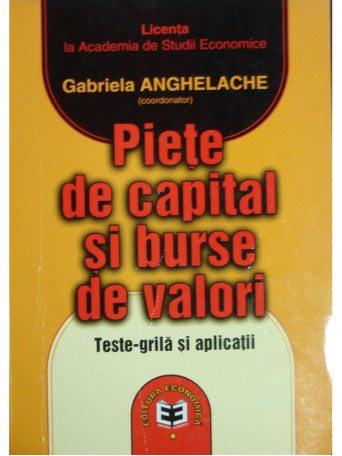 Licența
la Academia de Studii Economice
Gabriela ANGHELACHE
(coordonator)
Piețe
de capital
și burse
de valori
Teste-grilă și aplicații
EDITURA ECONOMICĂ